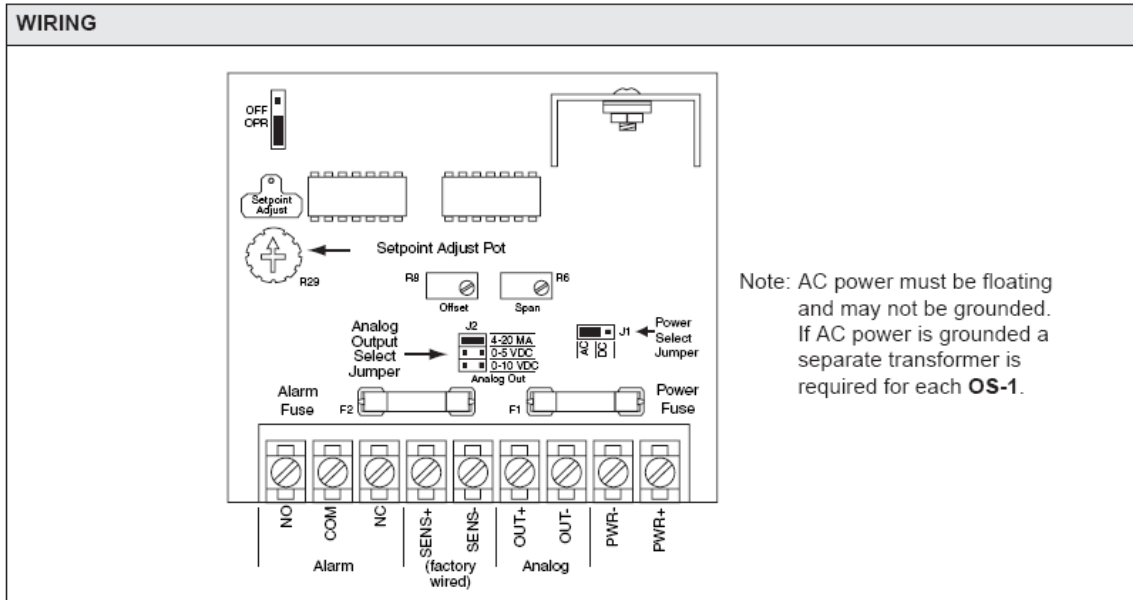 WIRING
OFF
OPR
Setpoint
Adjust
Setpoint Adjust Pot
R29
R8
R6
Offset
Span
Analog
Output
Select
Jumper
J2
4-20 MA
0-5 VDC
0-10 VDC
Analog Out
J1
AC
DC
Power
Select
Jumper
Alarm
Fuse
F2
F1
Power
Fuse
Note: AC power must be floating
and may not be grounded.
If AC power is grounded a
separate transformer is
required for each OS-1.
NO
COM
NC
SENS+
SENS-
OUT+
OUT-
PWR-
PWR+
Alarm
(factory
wired)
Analog